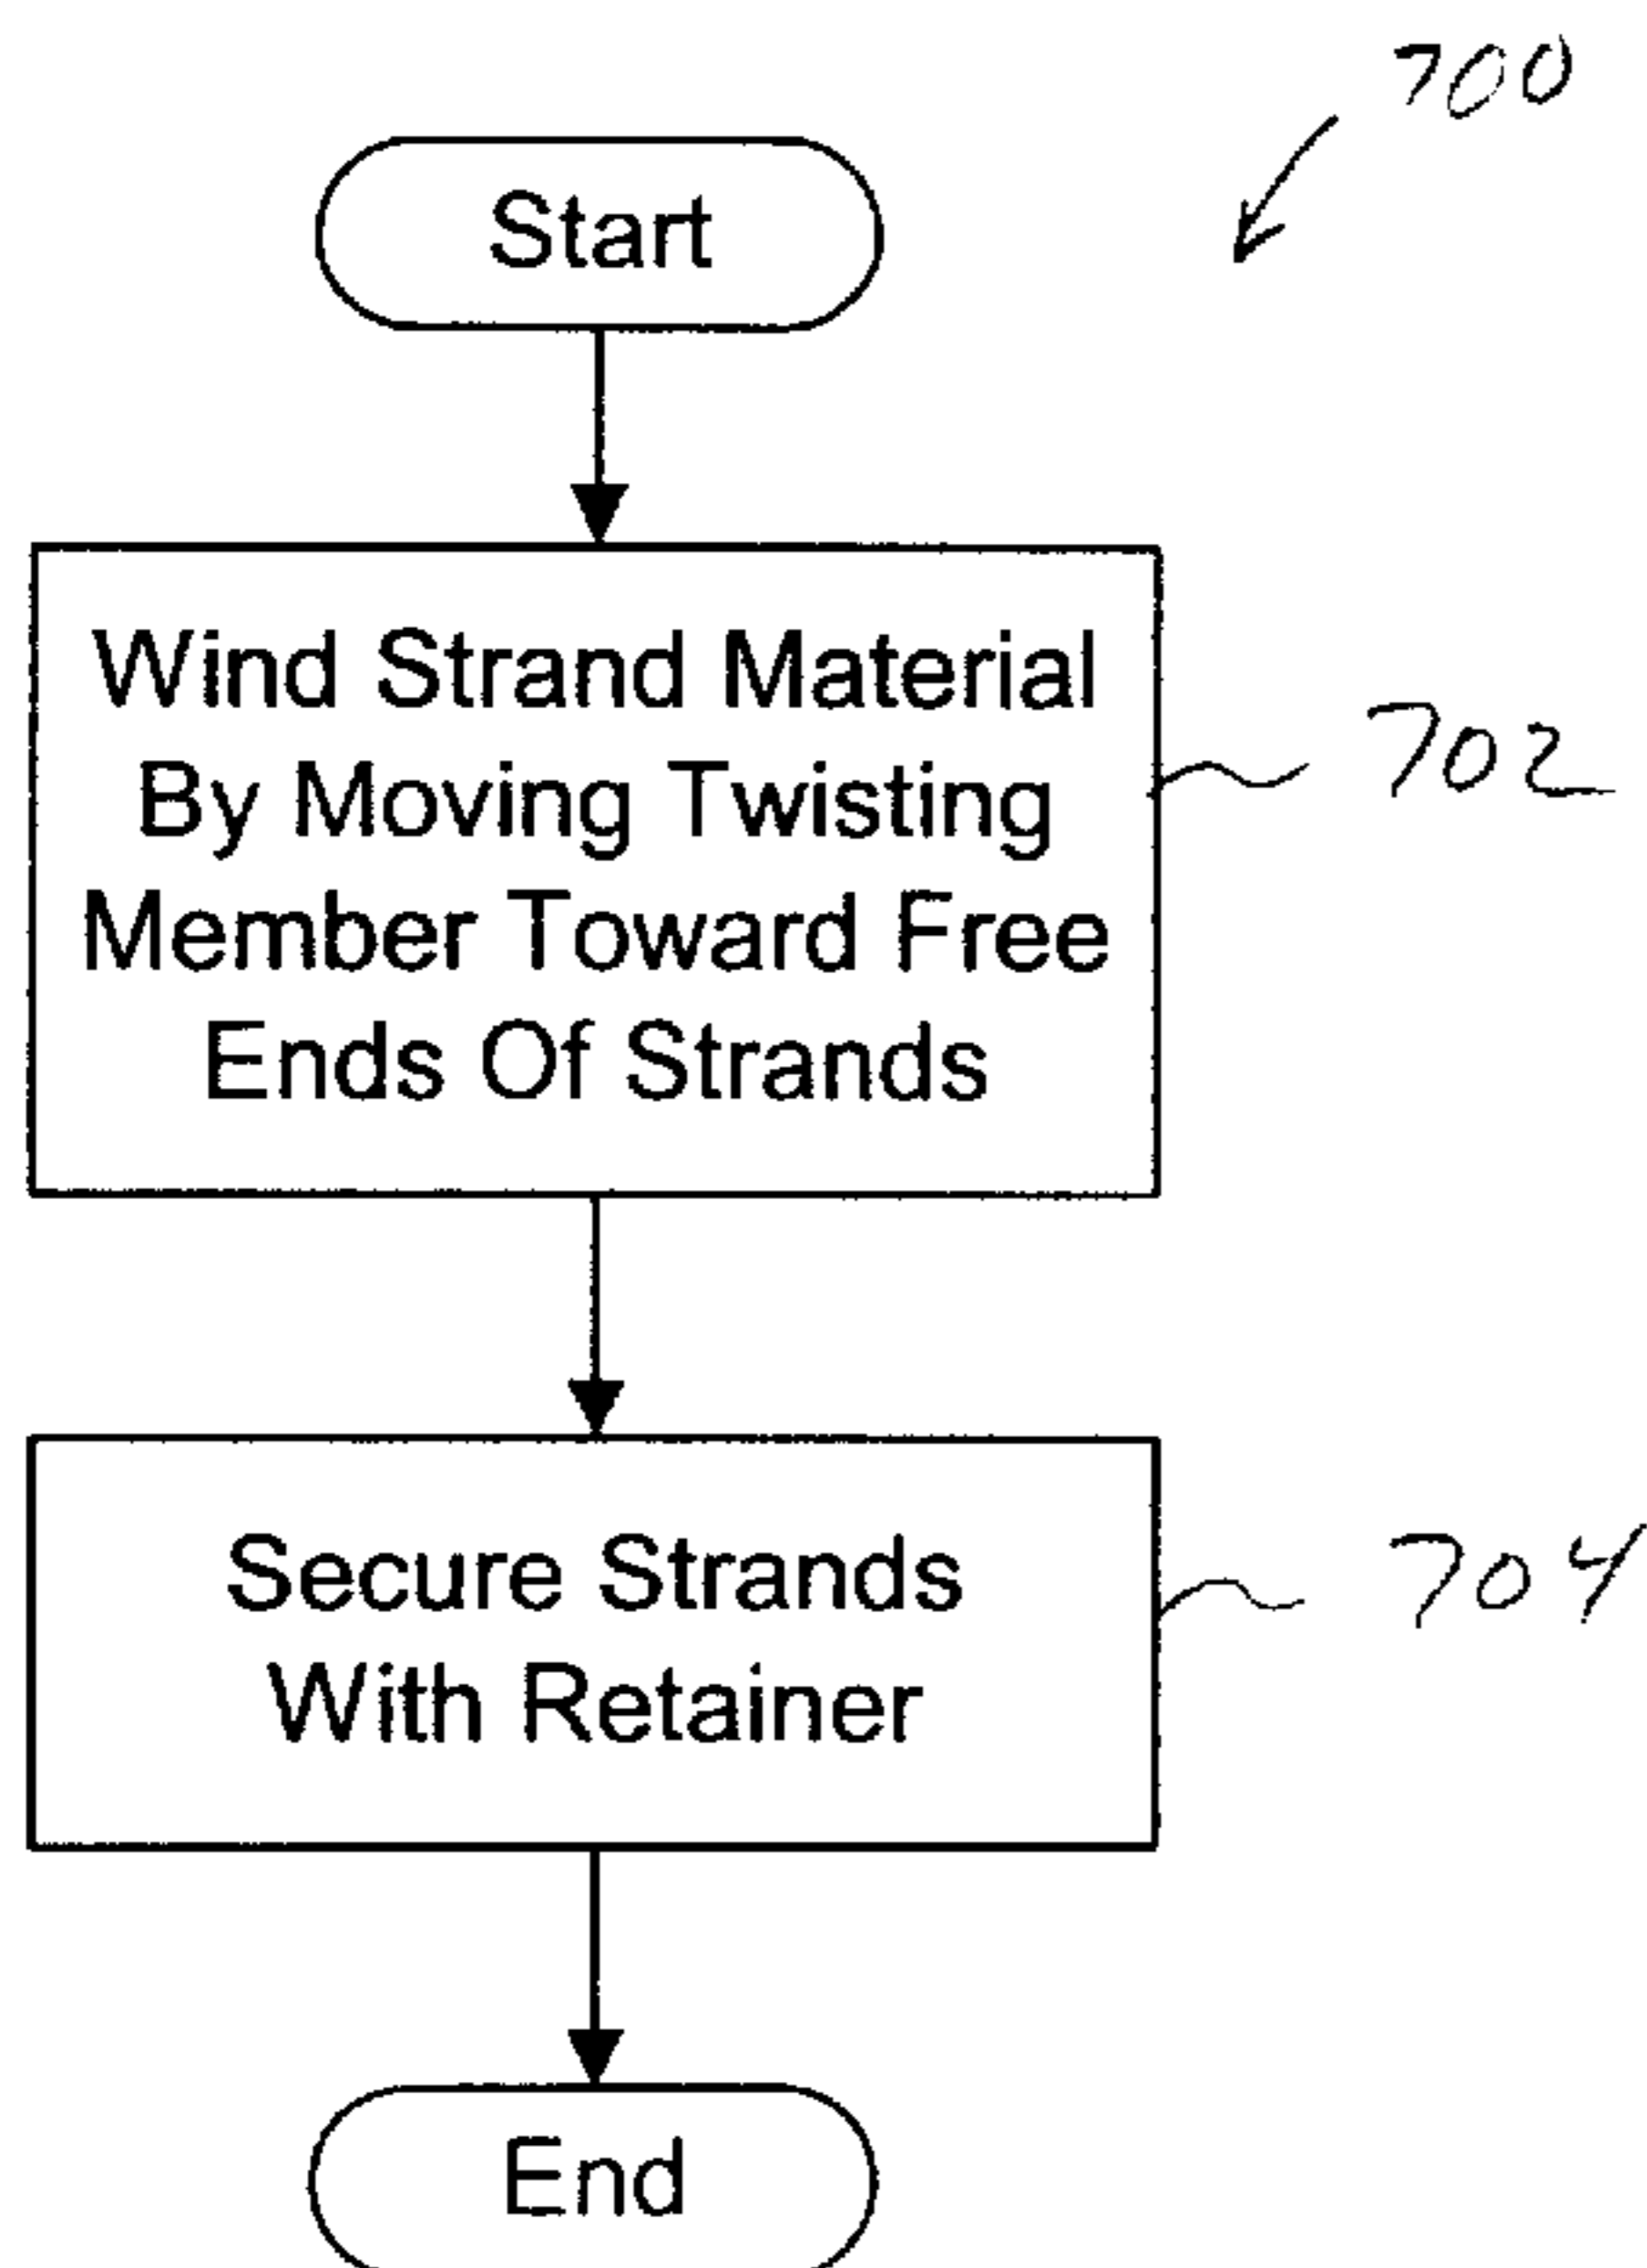 700
Start
Wind Strand Material
By Moving Twisting
Member Toward Free
Ends Of Strands
702
Secure Strands
With Retainer
704
End